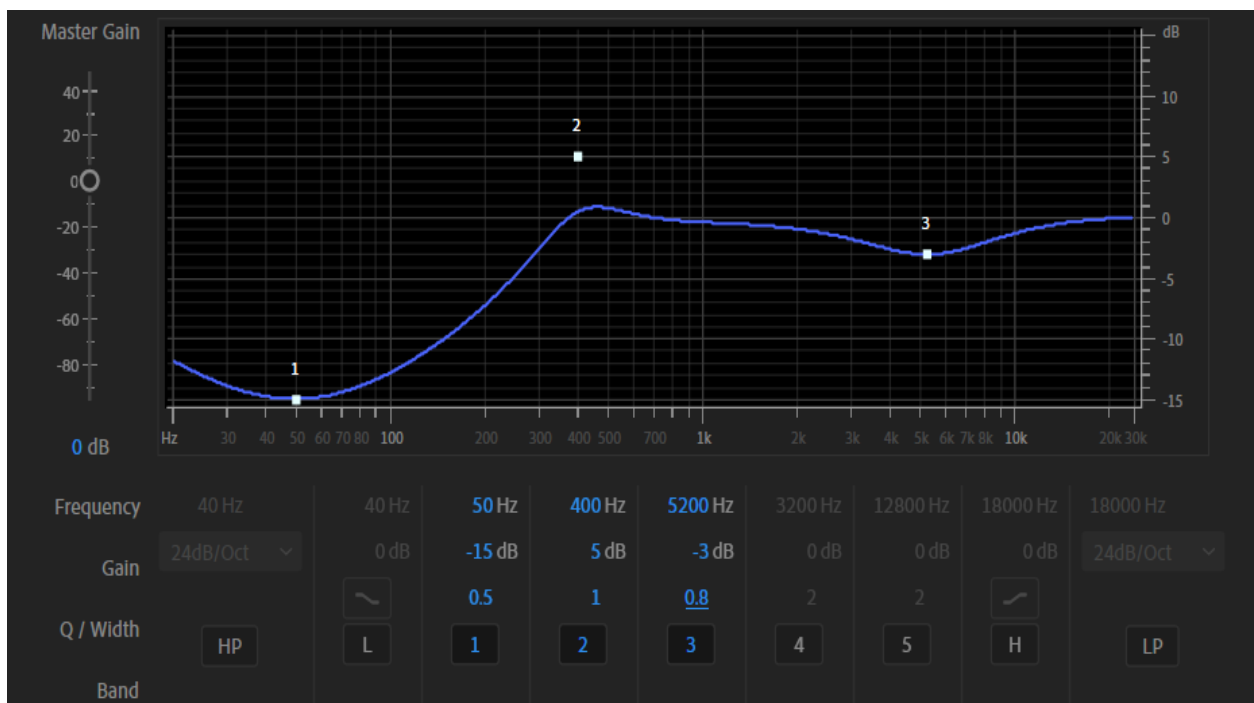 Master Gain
dB
40
20
0
-20
-40
-60
-80
0 dB
2
3
1
10
5
0
-5
-10
-15
Hz 30 40 50 60 70 80 100 200 300 400 500 700 1k 2k 3k 4k 5k 6k 7k 8k 10k 20k 30k
Frequency 40 Hz 40 Hz 50 Hz 400 Hz 5200 Hz 3200 Hz 12800 Hz 18000 Hz 18000 Hz
Gain 24dB/Oct 0 dB -15 dB 5 dB -3 dB 0 dB 0 dB 0 dB 24dB/Oct
Q / Width 0.5 1 0.8 2 2
Band HP L 1 2 3 4 5 H LP